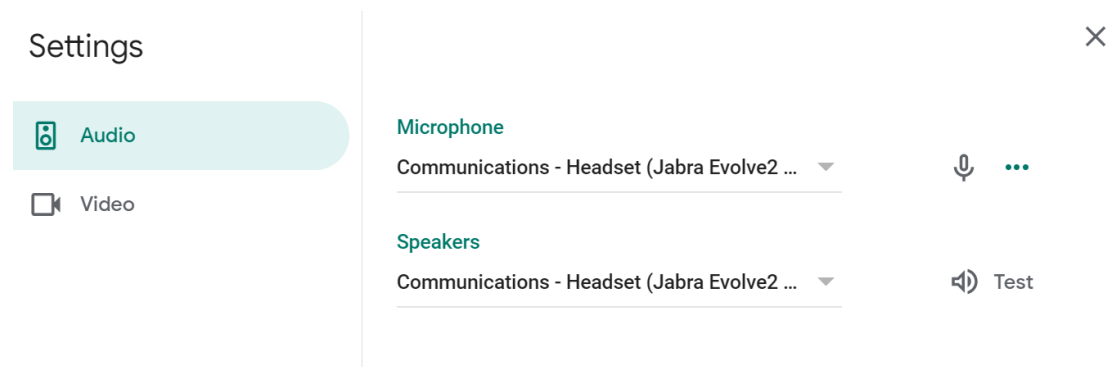 Settings
Audio
Video
Microphone
Communications - Headset (Jabra Evolve2 ...
Speakers
Communications - Headset (Jabra Evolve2 ...
Test